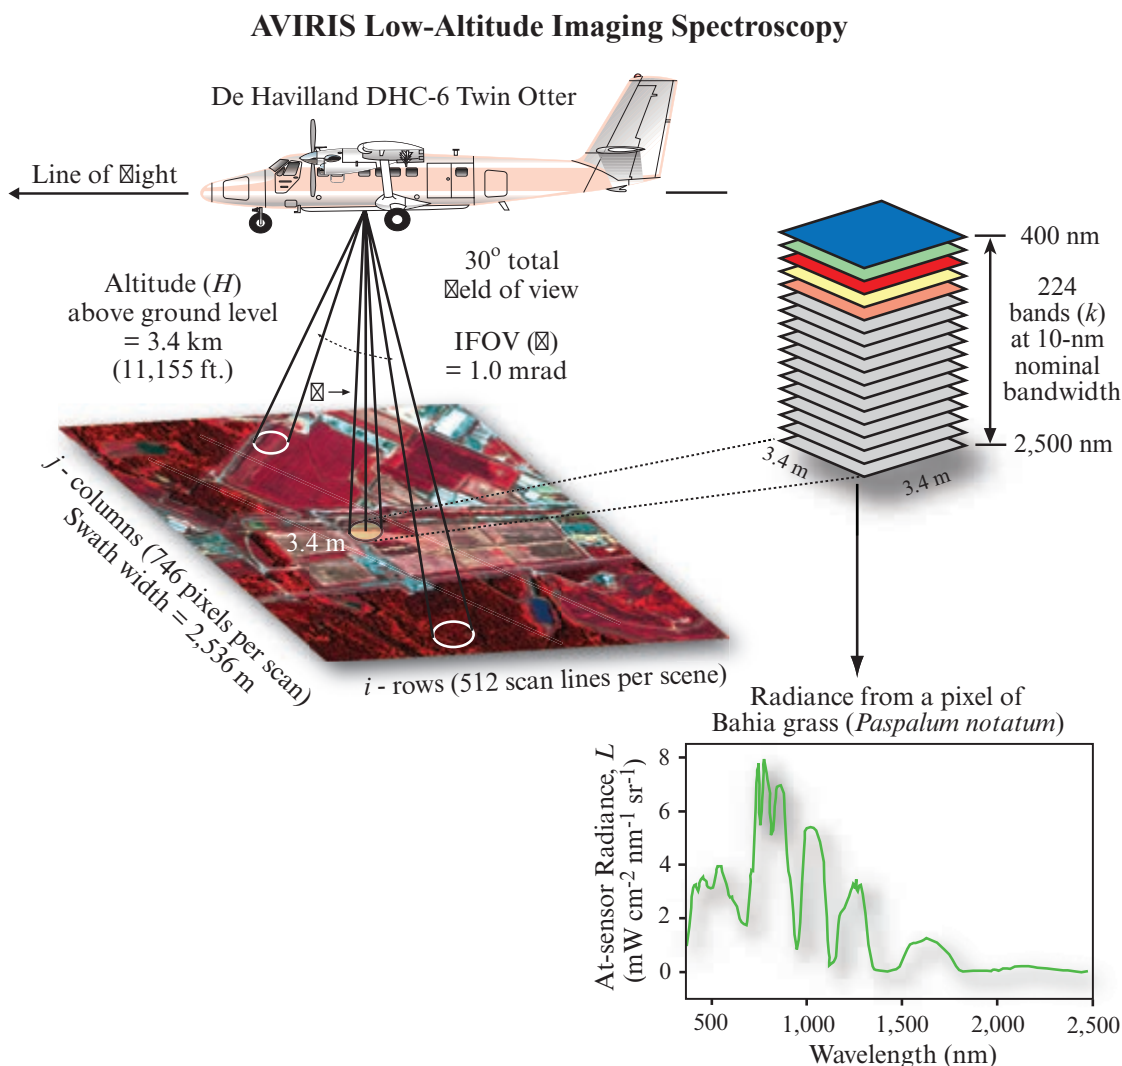 AVIRIS Low-Altitude Imaging Spectroscopy
De Havilland DHC-6 Twin Otter
Line of ☒ight
Altitude (H)
above ground level
= 3.4 km
(11,155 ft.)
30° total
☒eld of view
IFOV (☒)
= 1.0 mrad
☒
3.4 m
j - columns (746 pixels per scan)
Swath width = 2,536 m
i - rows (512 scan lines per scene)
400 nm
224
bands (k)
at 10-nm
nominal
bandwidth
2,500 nm
3.4 m
3.4 m
Radiance from a pixel of
Bahia grass (Paspalum notatum)
At-sensor Radiance, L
(mW cm-2 nm-1 sr-1)
8
6
4
2
0
500 1,000 1,500 2,000 2,500
Wavelength (nm)